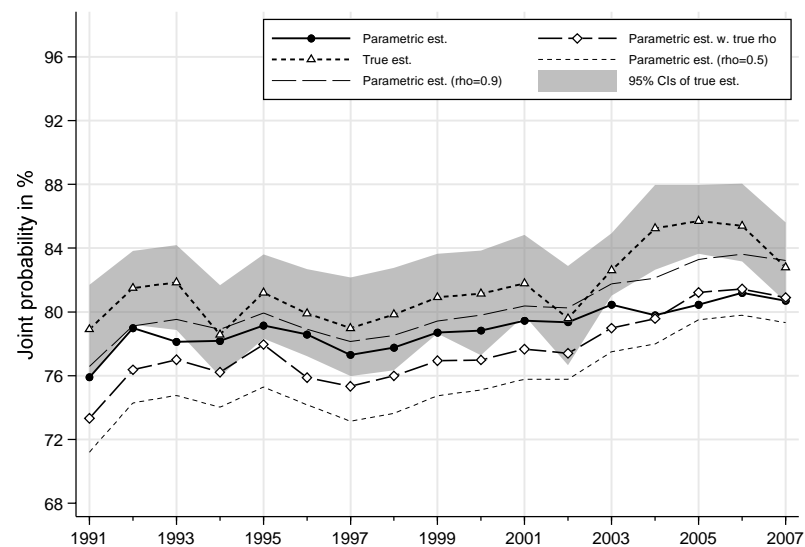 Parametric est.
Parametric est. w. true rho
True est.
Parametric est. (rho=0.5)
Parametric est. (rho=0.9)
95% CIs of true est.
Joint probability in %
96
92
88
84
80
76
72
68
1991 1993 1995 1997 1999 2001 2003 2005 2007